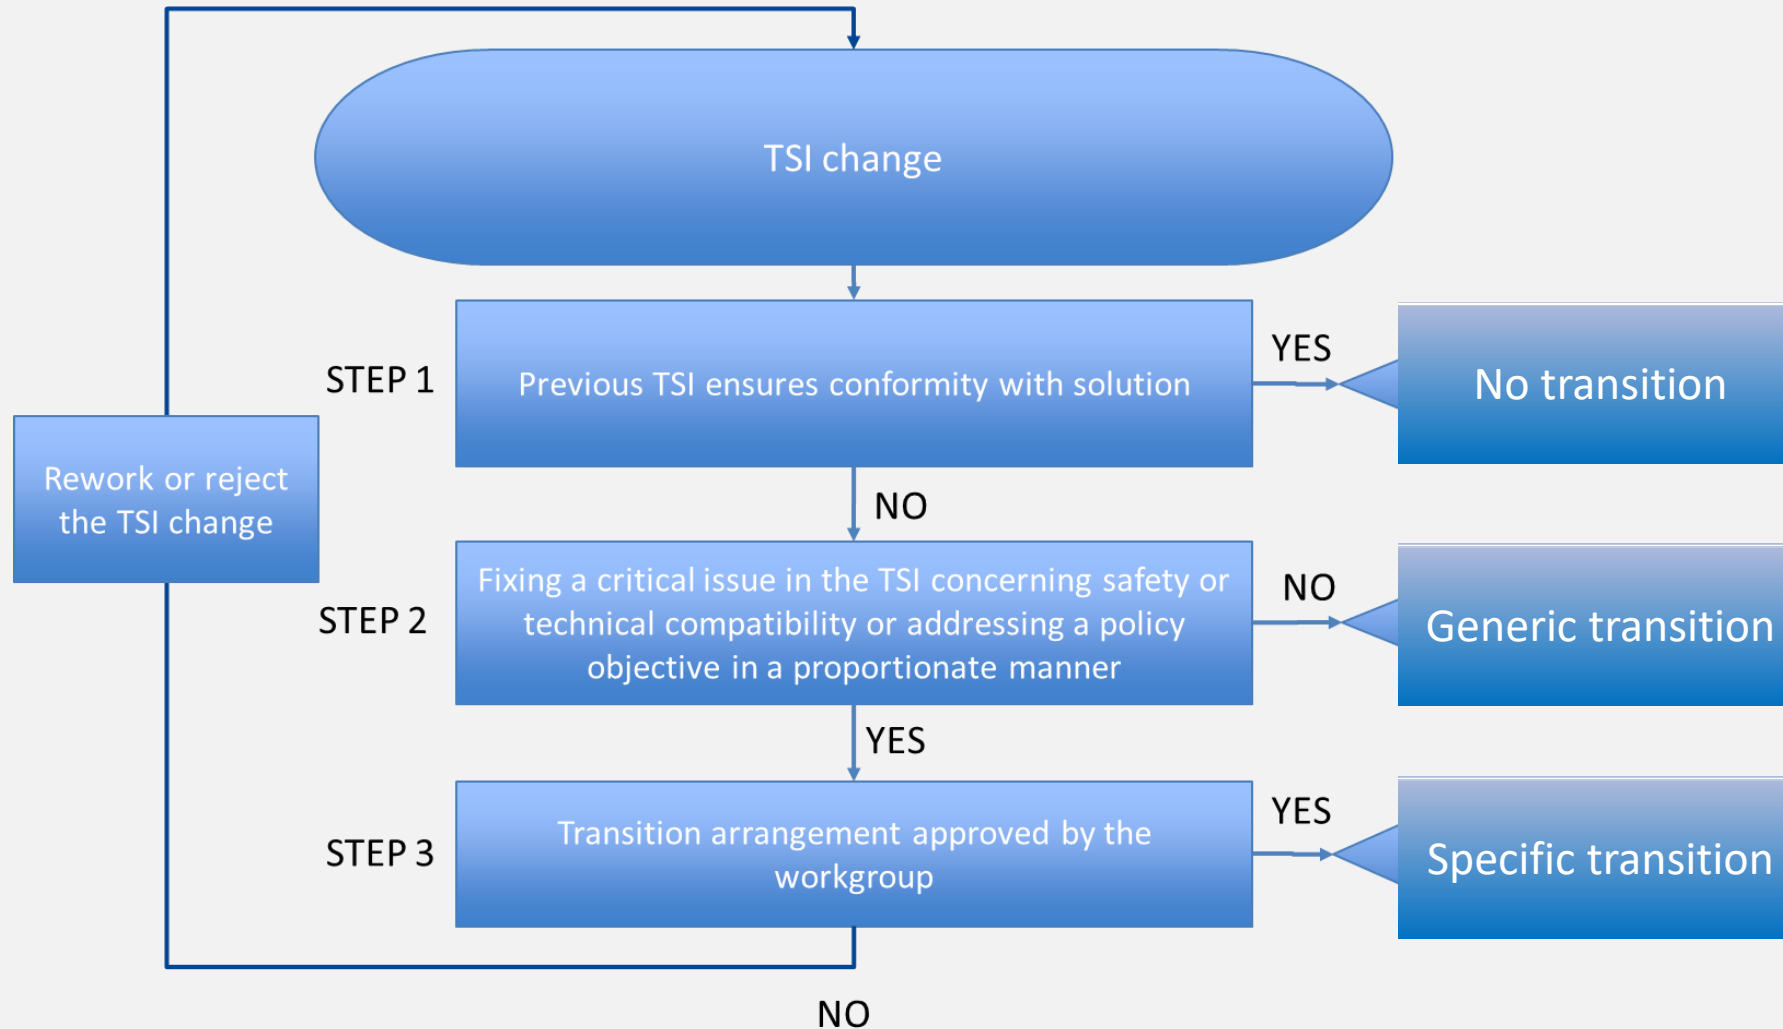 TSI change
STEP 1
Previous TSI ensures conformity with solution
YES
No transition
Rework or reject
the TSI change
NO
STEP 2
Fixing a critical issue in the TSI concerning safety or
technical compatibility or addressing a policy
objective in a proportionate manner
NO
Generic transition
YES
STEP 3
Transition arrangement approved by the
workgroup
YES
Specific transition
NO